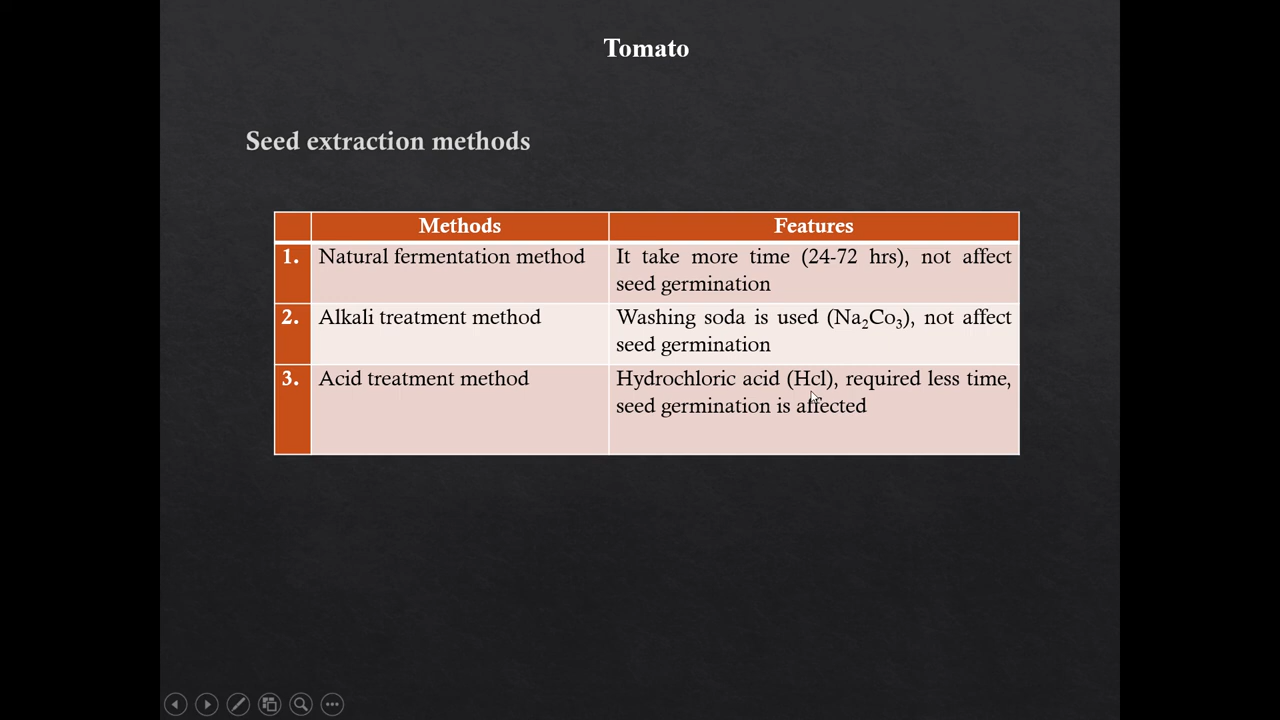 Tomato
Seed extraction methods
Methods
Features
1.
Natural fermentation method
It take more time (24-72 hrs), not affect
seed germination
2.
Alkali treatment method
Washing soda is used (Na₂Co₃), not affect
seed germination
3.
Acid treatment method
Hydrochloric acid (Hcl), required less time,
seed germination is affected